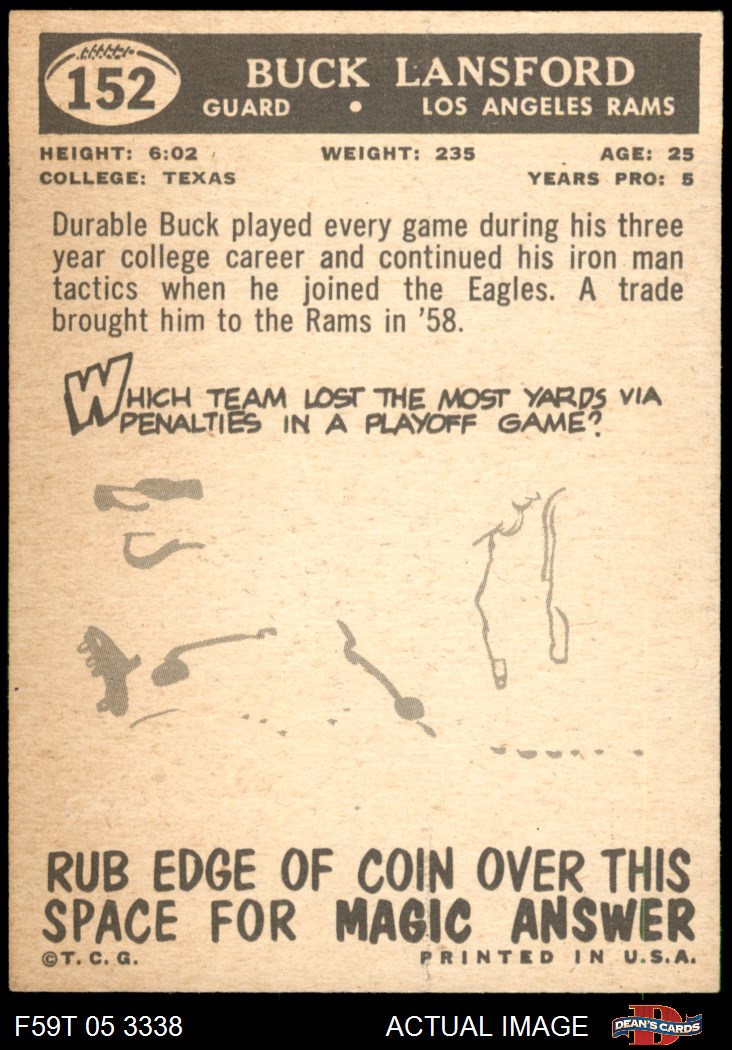 152
BUCK LANSFORD
GUARD • LOS ANGELES RAMS
HEIGHT: 6:02 WEIGHT: 235 AGE: 25
COLLEGE: TEXAS YEARS PRO: 5
Durable Buck played every game during his three
year college career and continued his iron man
tactics when he joined the Eagles. A trade
brought him to the Rams in '58.
WHICH TEAM LOST THE MOST YARDS VIA
PENALTIES IN A PLAYOFF GAME?
RUB EDGE OF COIN OVER THIS
SPACE FOR MAGIC ANSWER
©T. C. G. PRINTED IN U.S.A.
F59T 05 3338 ACTUAL IMAGE D DEAN'S CARDS